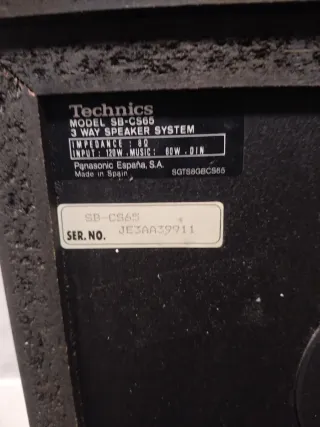 Technics
MODEL SB-CS65
3 WAY SPEAKER SYSTEM
IMPEDANCE : 8Ω
INPUT : 120W. MUSIC : 60W . DIN
Panasonic España, S.A.
Made in Spain
SGTS8GBCS65
SB-CS65
SER. NO. JE3AA39911